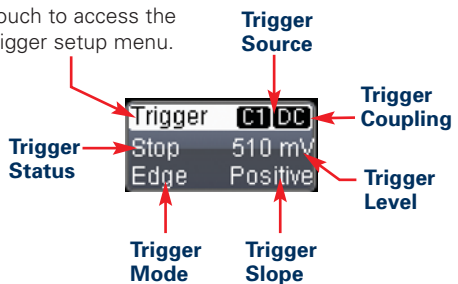 ouch to access the
igger setup menu.
Trigger
Source
Trigger C1 DC
Stop 510 mV
Edge Positive
Trigger
Coupling
Trigger
Status
Trigger
Level
Trigger
Mode
Trigger
Slope